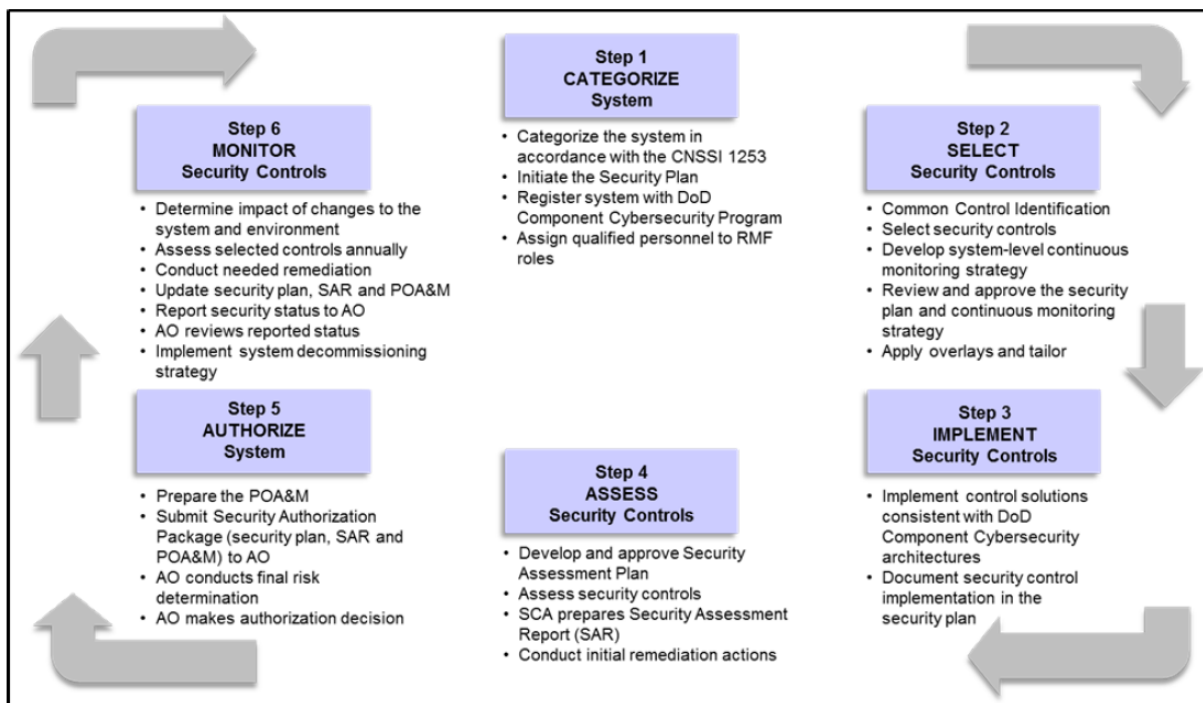 Step 1
CATEGORIZE
System
• Categorize the system in
accordance with the CNSSI 1253
• Initiate the Security Plan
• Register system with DoD
Component Cybersecurity Program
• Assign qualified personnel to RMF
roles
Step 2
SELECT
Security Controls
• Common Control Identification
• Select security controls
• Develop system-level continuous
monitoring strategy
• Review and approve the security
plan and continuous monitoring
strategy
• Apply overlays and tailor
Step 3
IMPLEMENT
Security Controls
• Implement control solutions
consistent with DoD
Component Cybersecurity
architectures
• Document security control
implementation in the
security plan
Step 4
ASSESS
Security Controls
• Develop and approve Security
Assessment Plan
• Assess security controls
• SCA prepares Security Assessment
Report (SAR)
• Conduct initial remediation actions
Step 5
AUTHORIZE
System
• Prepare the POA&M
• Submit Security Authorization
Package (security plan, SAR and
POA&M) to AO
• AO conducts final risk
determination
• AO makes authorization decision
Step 6
MONITOR
Security Controls
• Determine impact of changes to the
system and environment
• Assess selected controls annually
• Conduct needed remediation
• Update security plan, SAR and POA&M
• Report security status to AO
• AO reviews reported status
• Implement system decommissioning
strategy